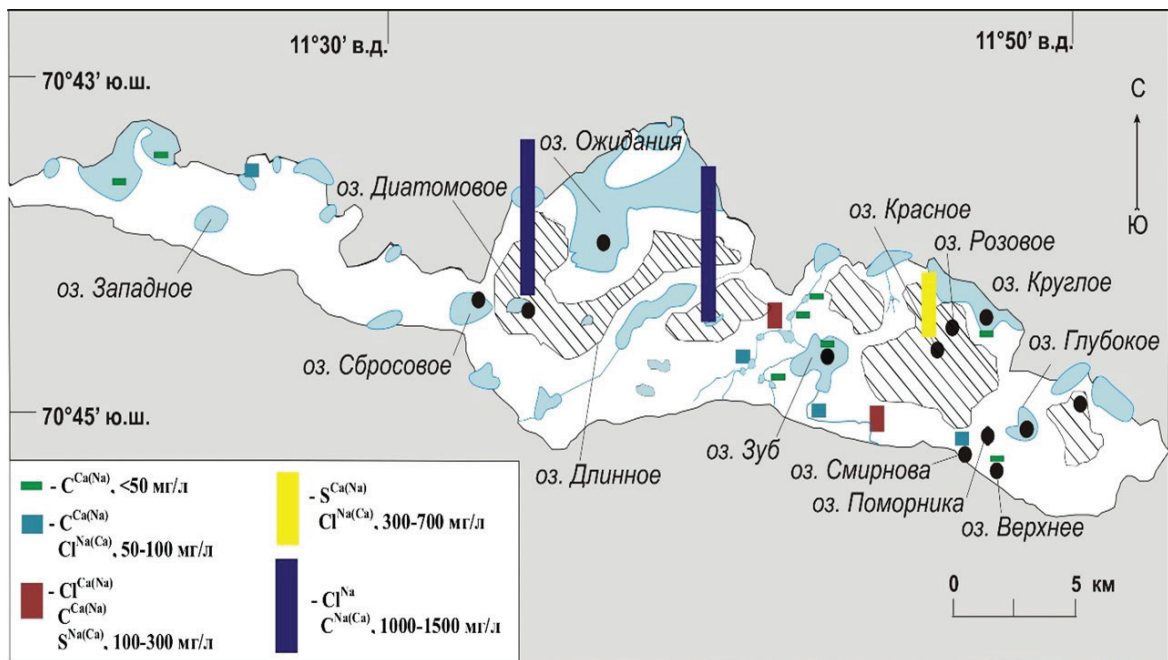 11°30’ в.д.
11°50’ в.д.
70°43’ ю.ш.
С
Ю
оз. Ожидания
оз. Диатомовое
оз. Красное
оз. Розовое
оз. Круглое
оз. Западное
оз. Глубокое
оз. Сбросовое
70°45’ ю.ш.
оз. Длинное
оз. Зуб
оз. Смирнова
оз. Поморника
оз. Верхнее
- C^Ca(Na), <50 мг/л
- C^Ca(Na)
Cl^Na(Ca), 50-100 мг/л
- Cl^Ca(Na)
C^Ca(Na)
S^Na(Ca), 100-300 мг/л
- S^Ca(Na)
Cl^Na(Ca), 300-700 мг/л
- Cl^Na
C^Na(Ca), 1000-1500 мг/л
0 5 км